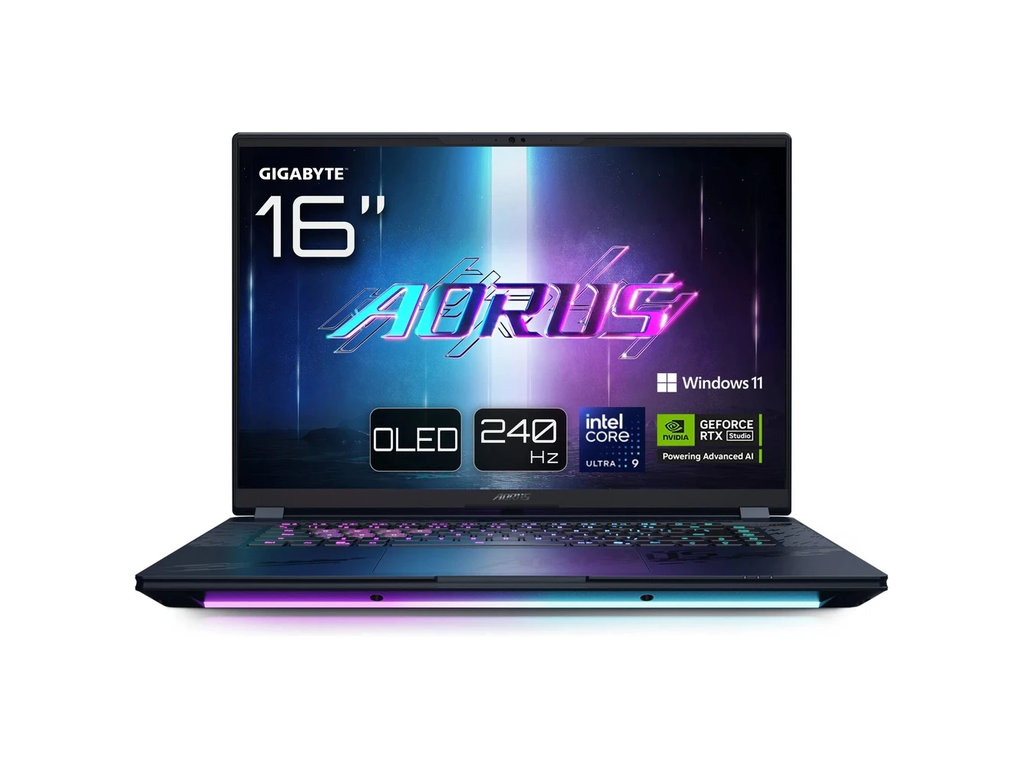 GIGABYTE™
16”
AORUS
Windows 11
OLED
240
Hz
intel
CORE
ULTRA 9
NVIDIA
GEFORCE
RTX Studio
Powering Advanced AI
AORUS